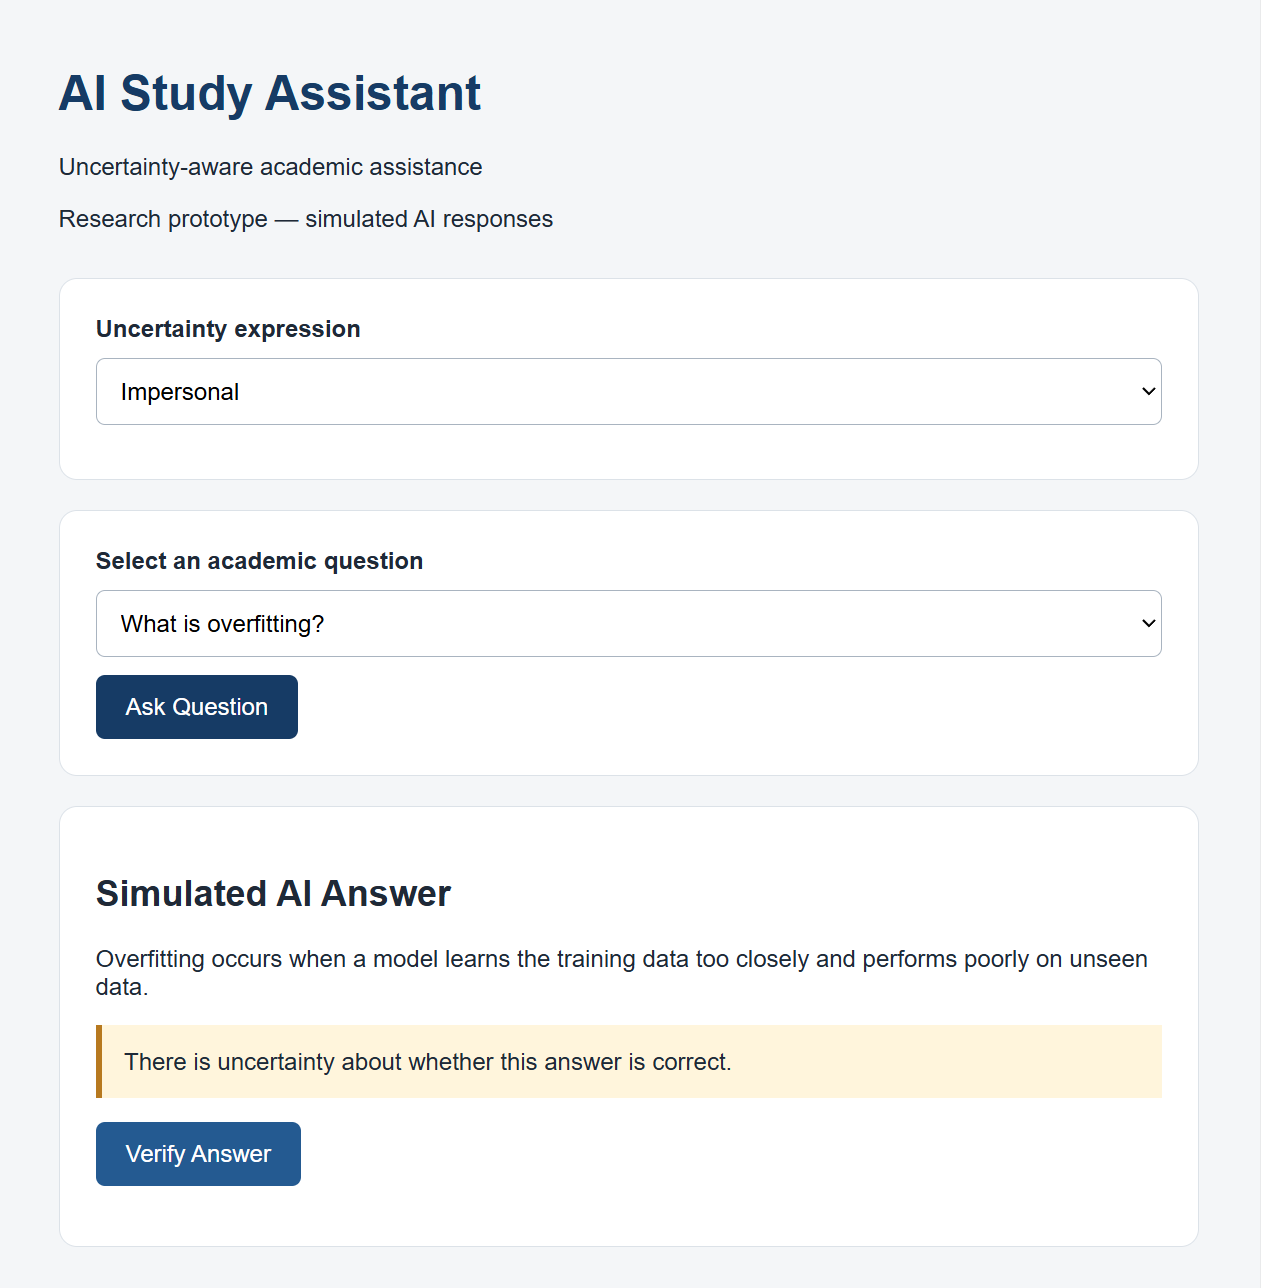 AI Study Assistant
Uncertainty-aware academic assistance
Research prototype — simulated AI responses
Uncertainty expression
Impersonal
Select an academic question
What is overfitting?
Ask Question
Simulated AI Answer
Overfitting occurs when a model learns the training data too closely and performs poorly on unseen
data.
There is uncertainty about whether this answer is correct.
Verify Answer